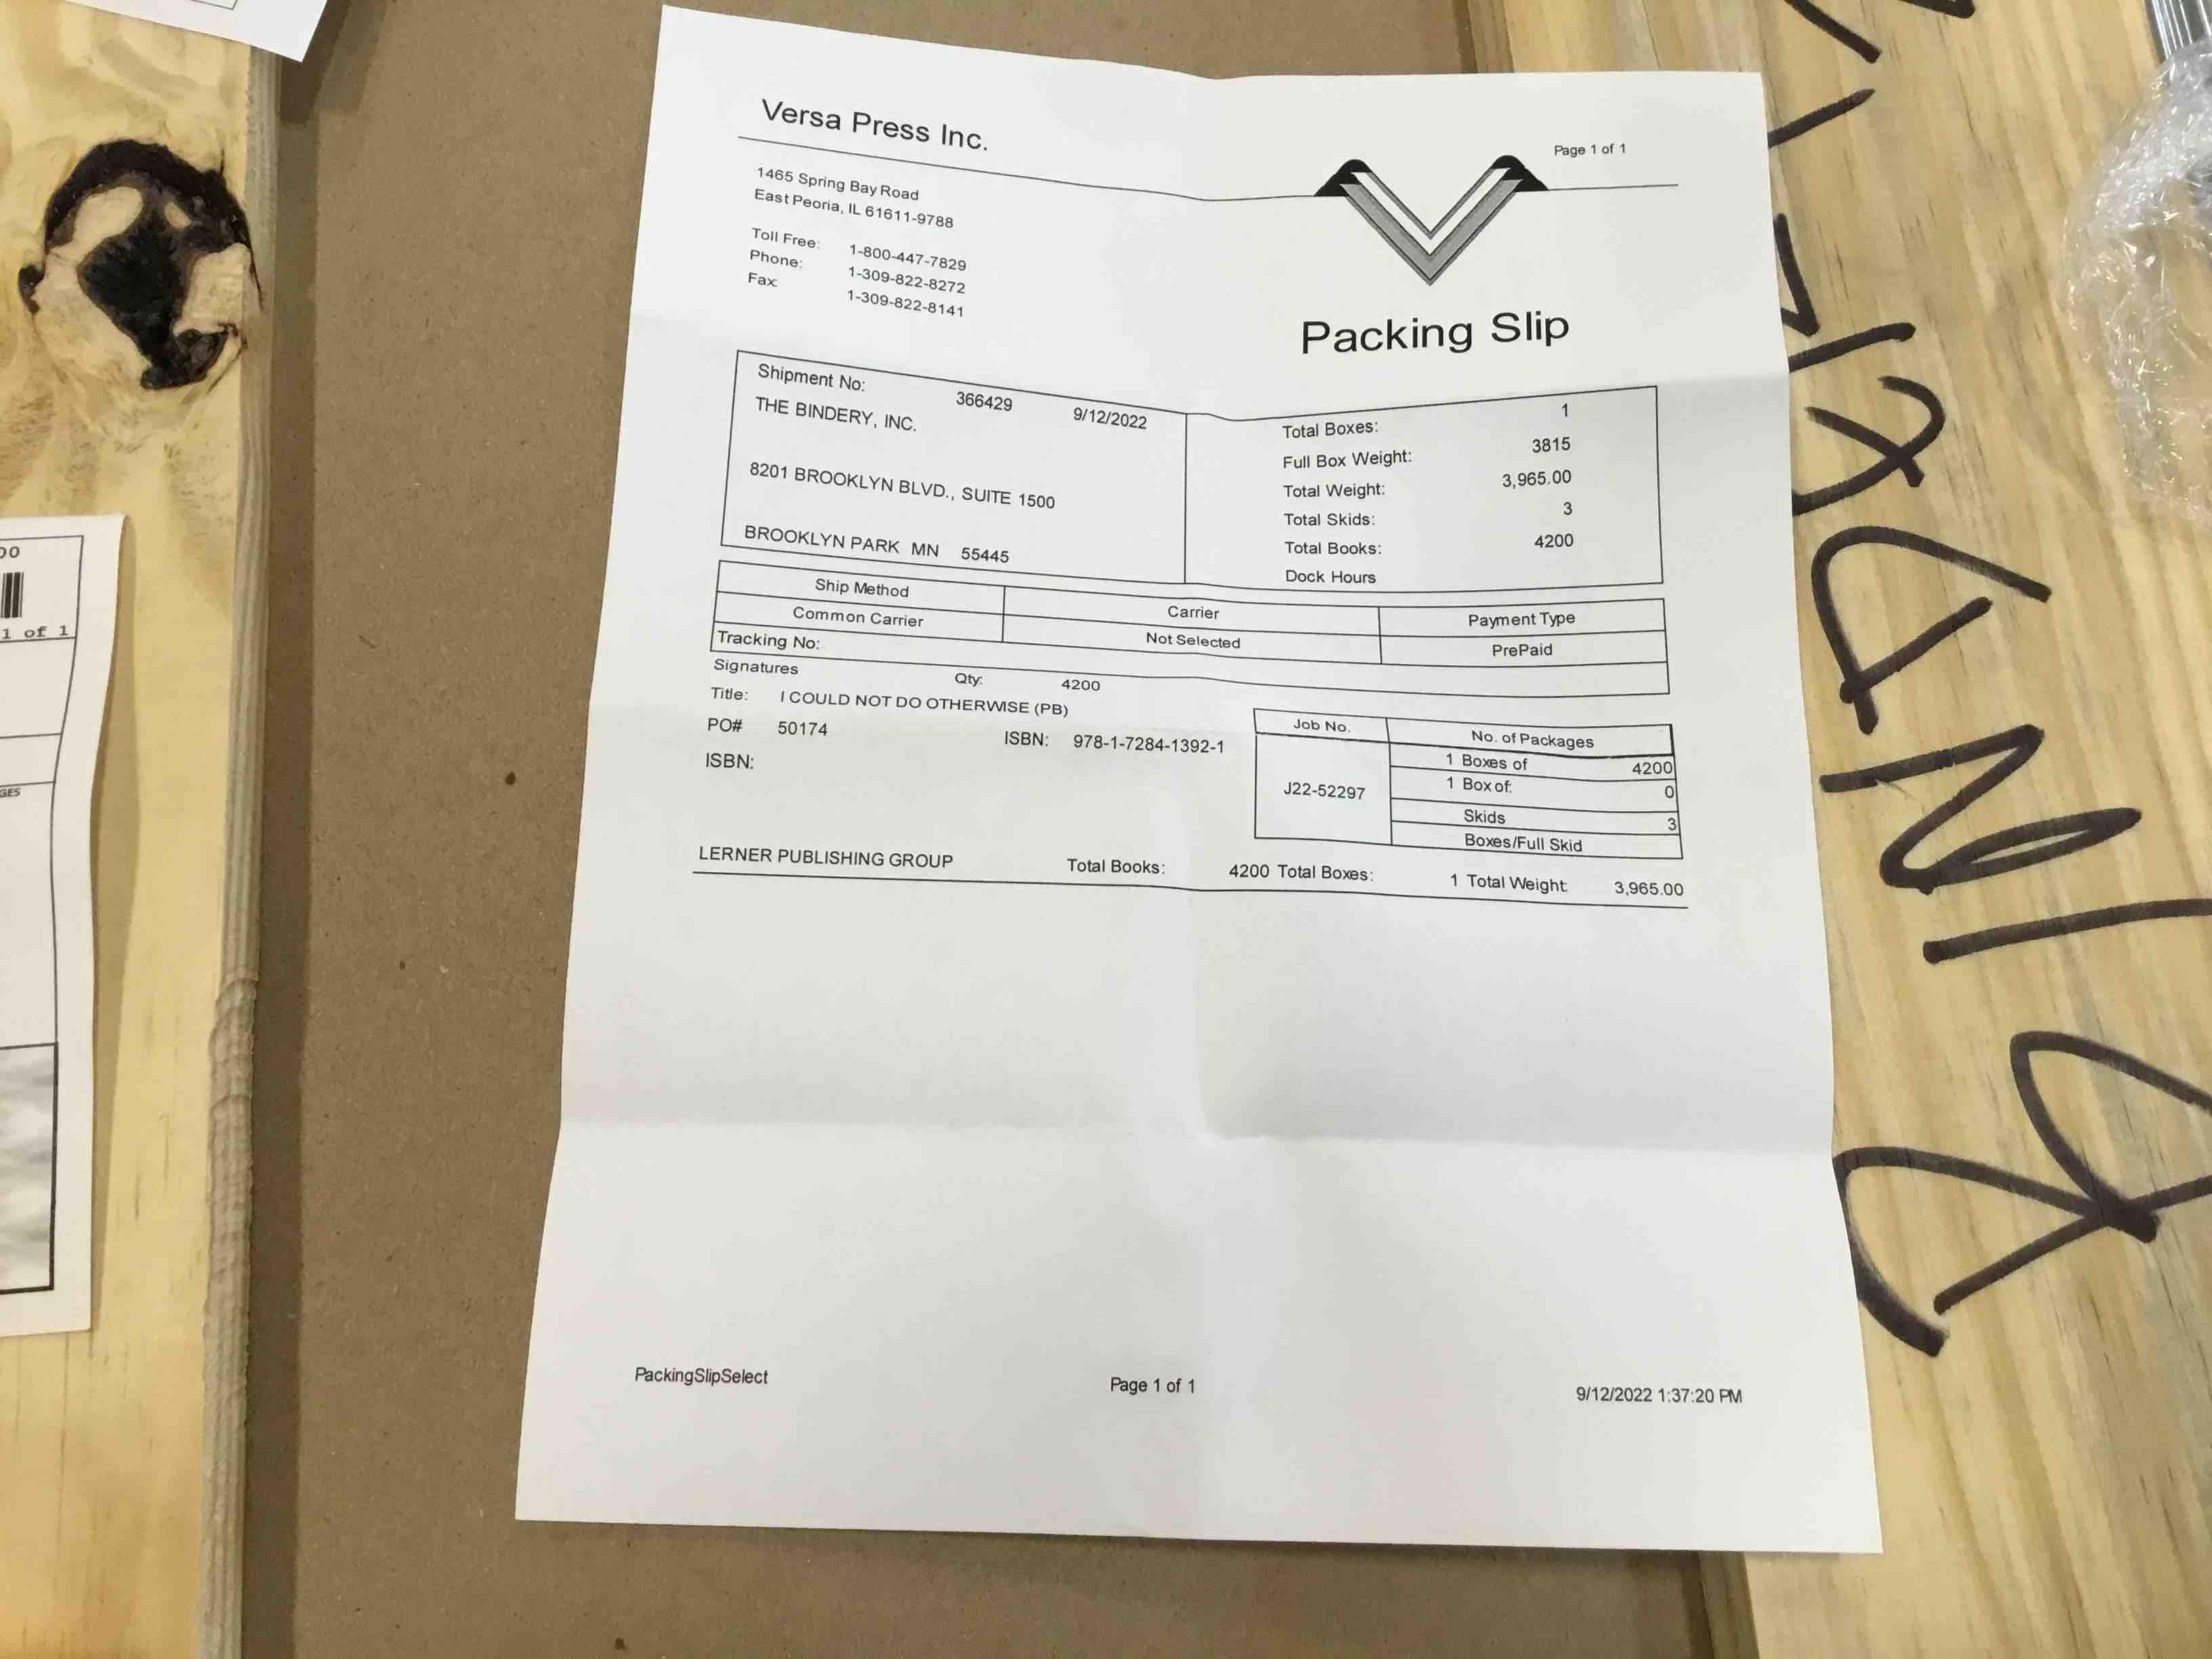 Versa Press Inc.
Page 1 of 1
1465 Spring Bay Road
East Peoria, IL 61611-9788
Toll Free: 1-800-447-7829
Phone: 1-309-822-8272
Fax: 1-309-822-8141
Packing Slip
Shipment No: 366429 9/12/2022
THE BINDERY, INC.
8201 BROOKLYN BLVD., SUITE 1500
BROOKLYN PARK MN 55445
Total Boxes: 1
Full Box Weight: 3815
Total Weight: 3,965.00
Total Skids: 3
Total Books: 4200
Dock Hours
Ship Method Carrier Payment Type
Common Carrier Not Selected PrePaid
Tracking No:
Signatures Qty: 4200
Title: I COULD NOT DO OTHERWISE (PB)
PO# 50174 ISBN: 978-1-7284-1392-1
ISBN:
Job No. No. of Packages
J22-52297
1 Boxes of 4200
1 Box of: 0
Skids 3
Boxes/Full Skid
LERNER PUBLISHING GROUP Total Books: 4200 Total Boxes: 1 Total Weight: 3,965.00
PackingSlipSelect Page 1 of 1 9/12/2022 1:37:20 PM
1 of 1